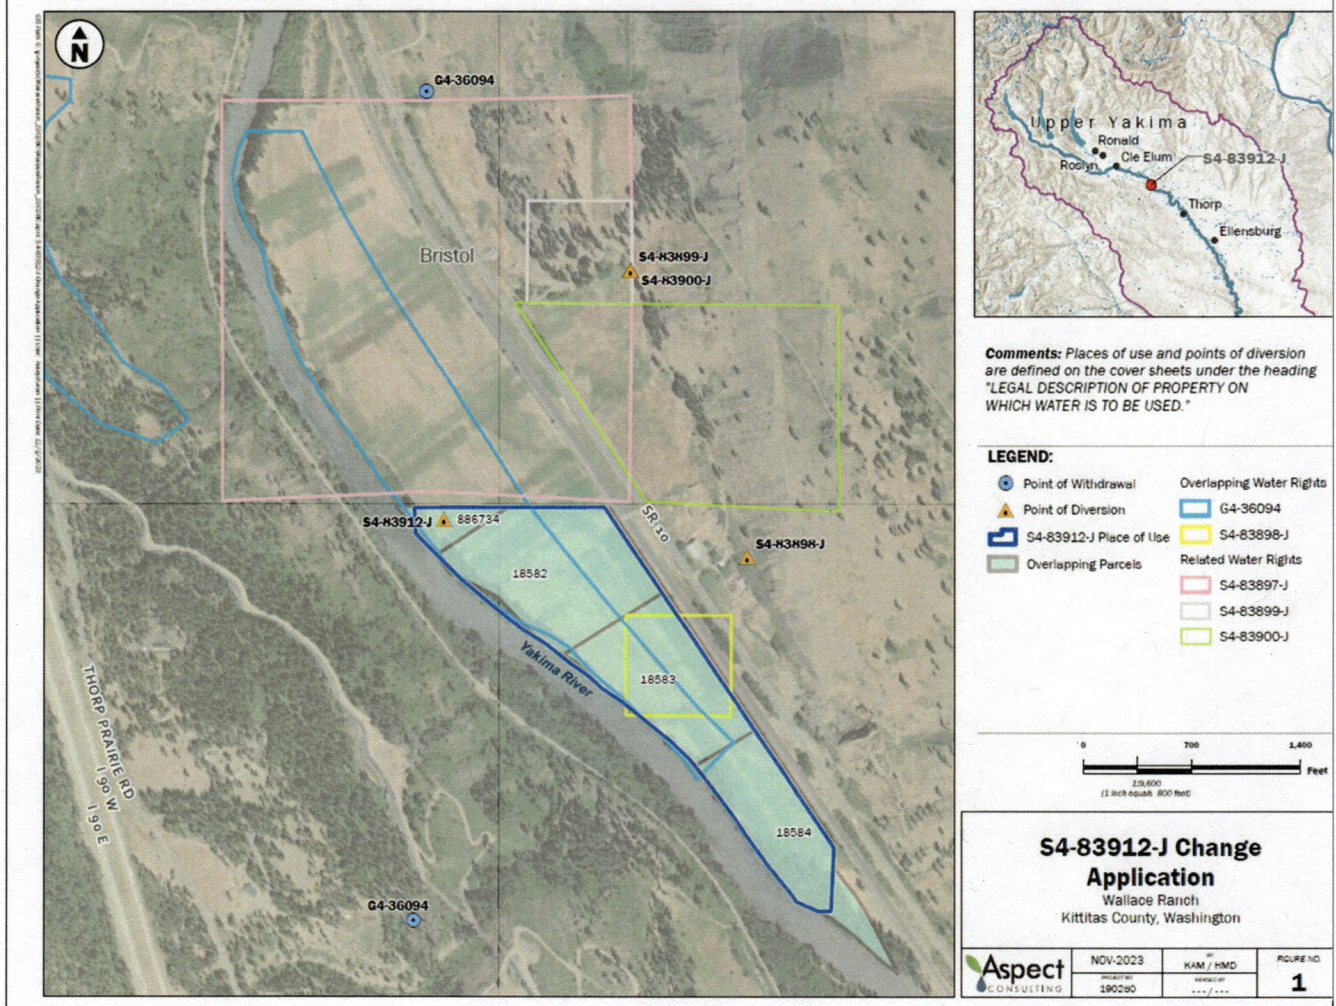 N
G4-36094
Bristol
S4-83899-J
S4-83900-J
SR 10
S4-83912-J
886734
S4-83898-J
18582
18583
Yakima River
18584
THORP PRAIRIE RD
I 90 W
I 90 E
G4-36094
Upper Yakima
Ronald
Roslyn
Cle Elum
S4-83912-J
Thorp
Ellensburg
Comments: Places of use and points of diversion
are defined on the cover sheets under the heading
"LEGAL DESCRIPTION OF PROPERTY ON
WHICH WATER IS TO BE USED."
LEGEND:
Point of Withdrawal
Point of Diversion
S4-83912-J Place of Use
Overlapping Parcels
Overlapping Water Rights
G4-36094
S4-83898-J
Related Water Rights
S4-83897-J
S4-83899-J
S4-83900-J
0 700 1,400
Feet
1:9,600
(1 inch equals 800 feet)
S4-83912-J Change
Application
Wallace Ranch
Kittitas County, Washington
Aspect
CONSULTING
NOV-2023
PROJECT NO.
190280
BY
KAM / HMD
REVISED BY
--- / ---
FIGURE NO.
1